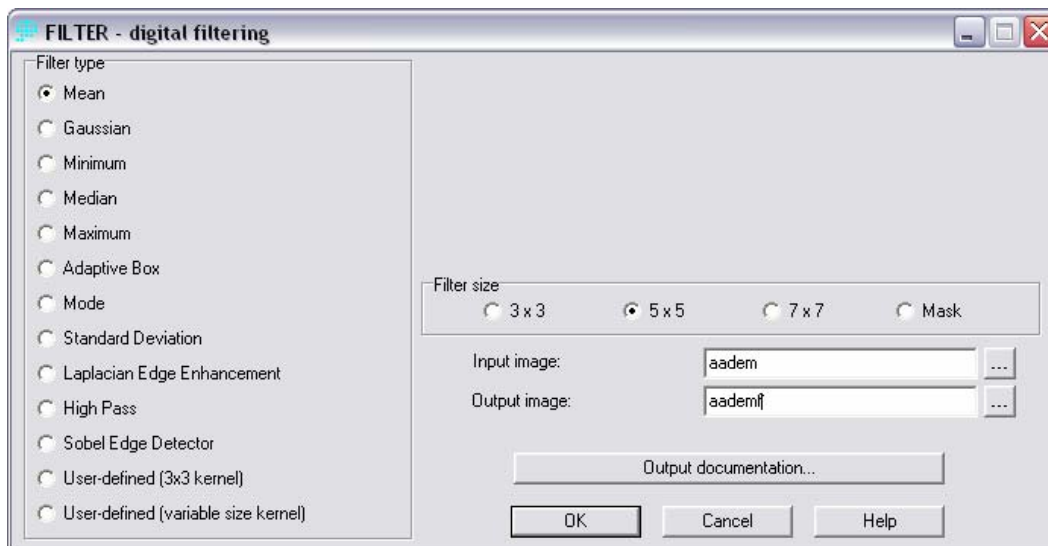 FILTER - digital filtering
Filter type
Mean
Gaussian
Minimum
Median
Maximum
Adaptive Box
Mode
Standard Deviation
Laplacian Edge Enhancement
High Pass
Sobel Edge Detector
User-defined (3x3 kernel)
User-defined (variable size kernel)
Filter size
3 x 3
5 x 5
7 x 7
Mask
Input image:
aadem
...
Output image:
aademf
...
Output documentation...
OK
Cancel
Help